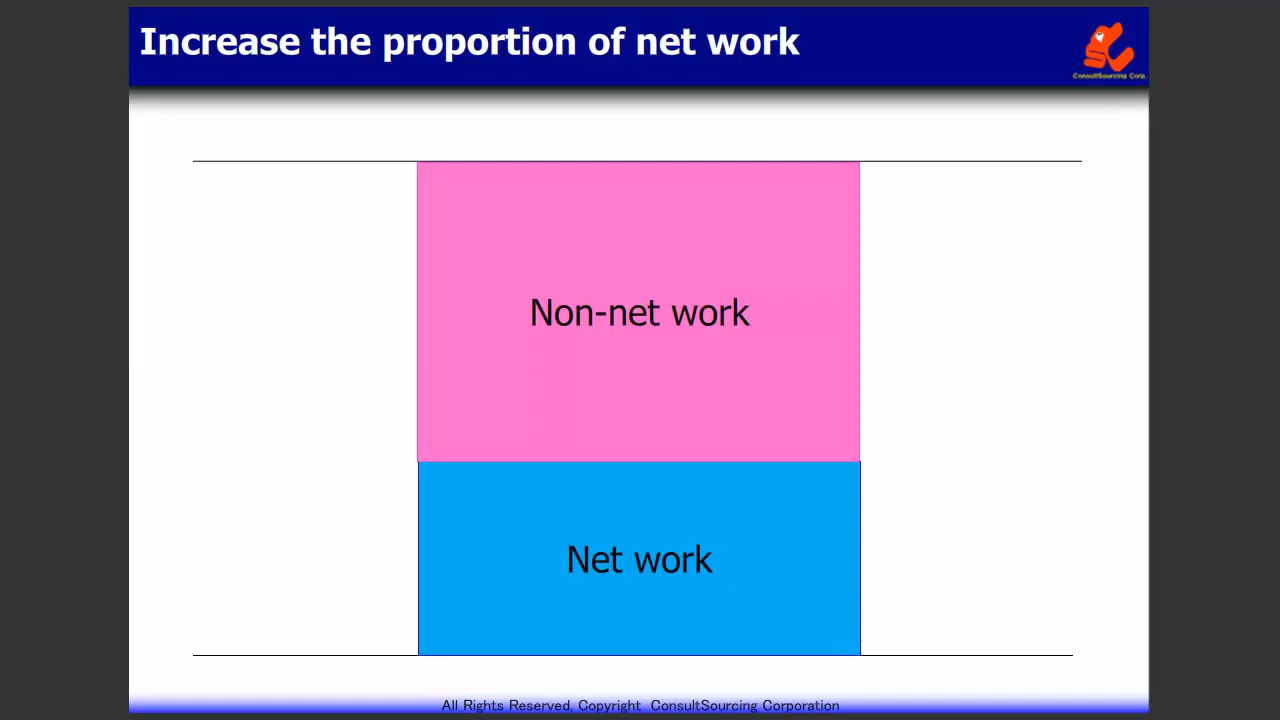 Increase the proportion of net work
ConsultSourcing Corp.
Non-net work
Net work
All Rights Reserved, Copyright ConsultSourcing Corporation